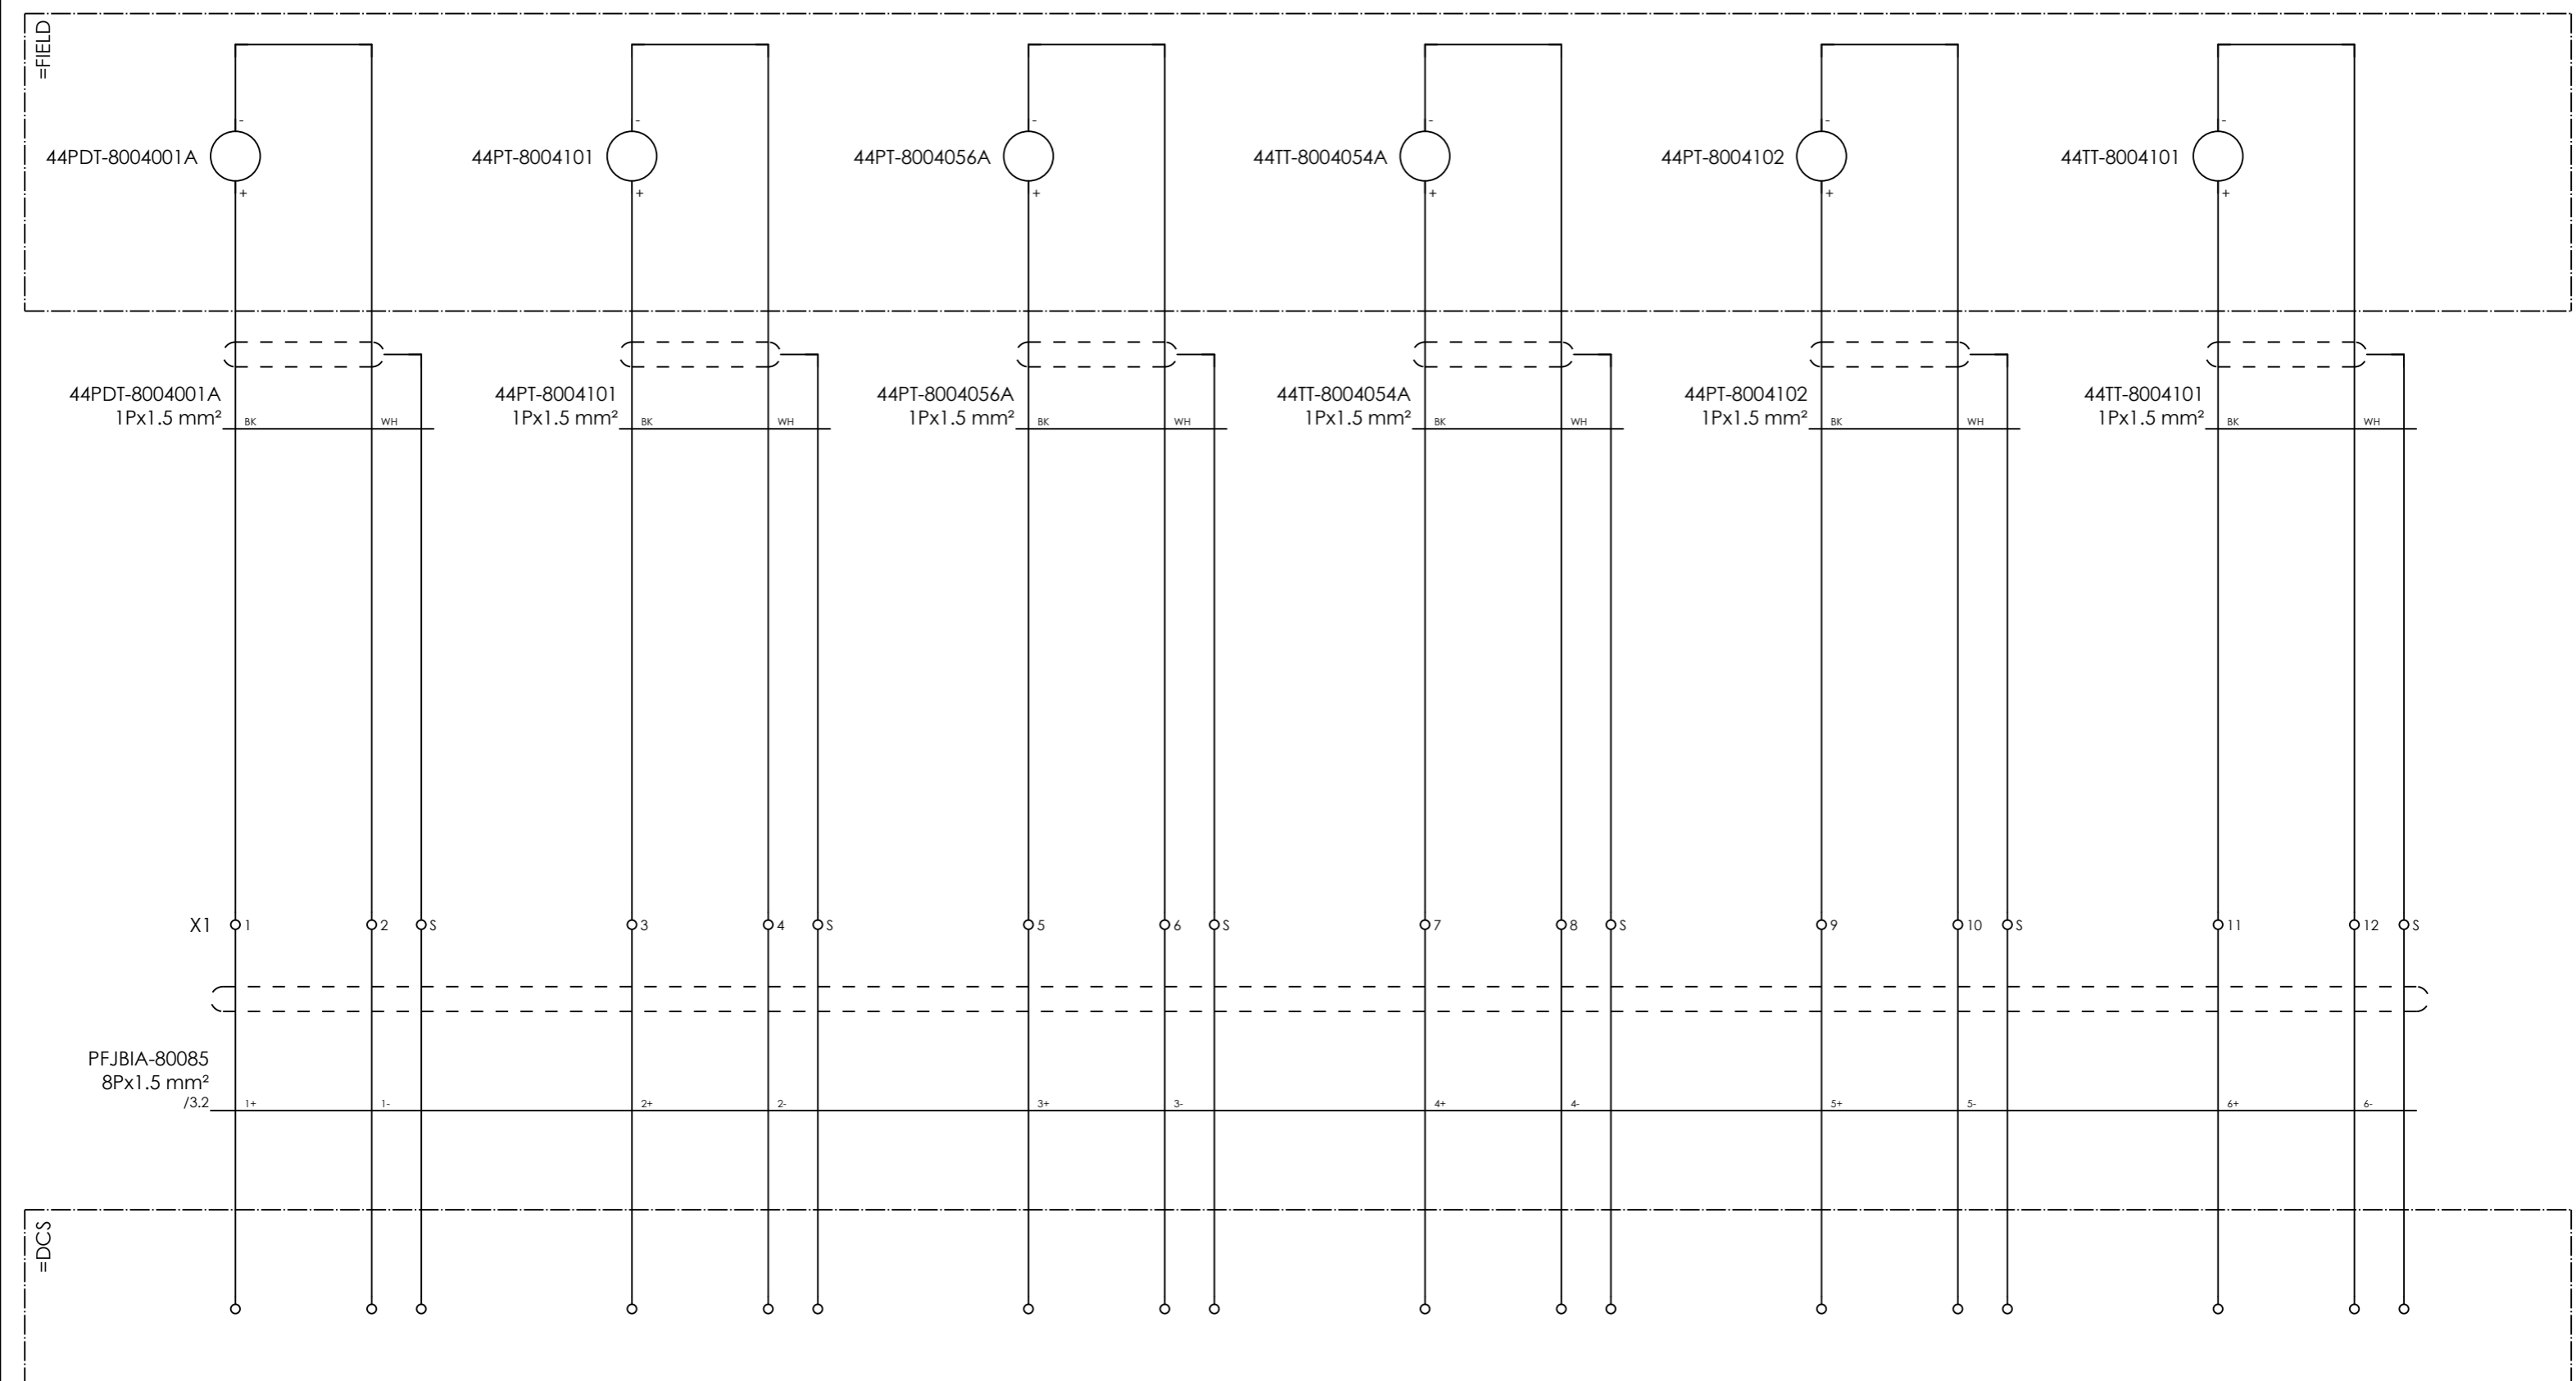 =FIELD
- - - - - -
44PDT-8004001A 44PT-8004101 44PT-8004056A 44TT-8004054A 44PT-8004102 44TT-8004101
+ + + + + +
44PDT-8004001A 44PT-8004101 44PT-8004056A 44TT-8004054A 44PT-8004102 44TT-8004101
1Px1.5 mm² 1Px1.5 mm² 1Px1.5 mm² 1Px1.5 mm² 1Px1.5 mm² 1Px1.5 mm²
BK WH BK WH BK WH BK WH BK WH BK WH
X1 1 2 S 3 4 S 5 6 S 7 8 S 9 10 S 11 12 S
PFJBIA-80085
8Px1.5 mm²
/3.2 1+ 1- 2+ 2- 3+ 3- 4+ 4- 5+ 5- 6+ 6-
=DCS